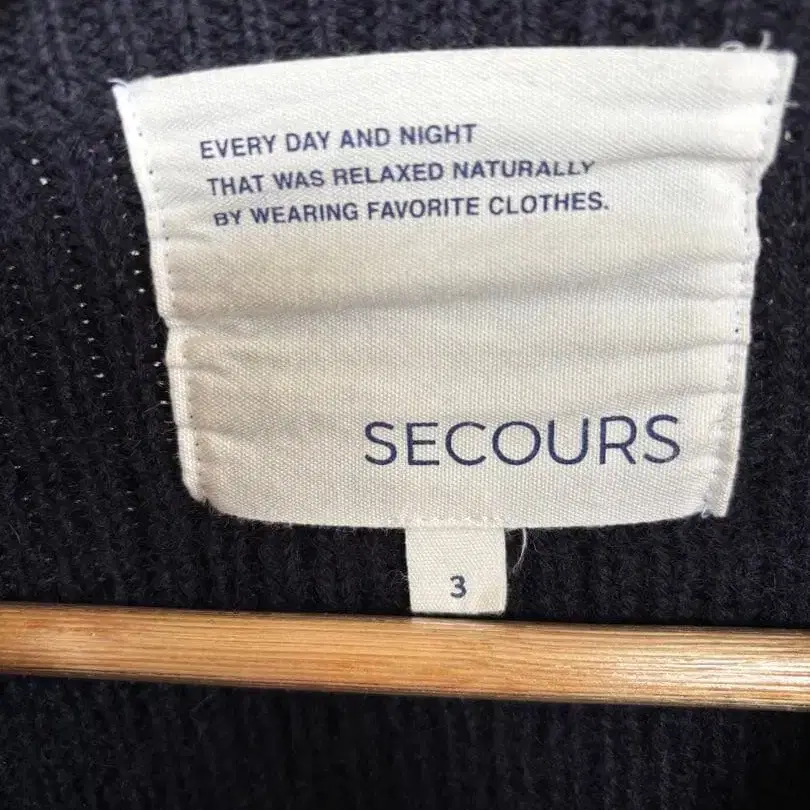 EVERY DAY AND NIGHT
THAT WAS RELAXED NATURALLY
BY WEARING FAVORITE CLOTHES.
SECOURS
3